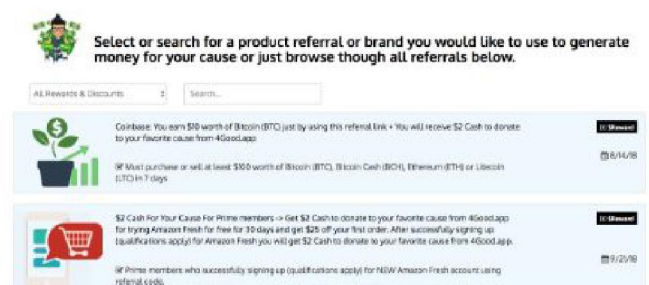 Select or search for a product referral or brand you would like to use to generate
money for your cause or just browse though all referrals below.
All Rewards & Discounts
Search...
Coinbase: You earn $10 worth of Bitcoin (BTC) just by using this referral link + You will receive $2 Cash to donate
to your favorite cause from 4Good.app
$Reward
8/14/18
Must purchase or sell at least $100 worth of Bitcoin (BTC), Bitcoin Cash (BCH), Ethereum (ETH) or Litecoin
(LTC) in 7 days
$2 Cash For Your Cause For Prime members -> Get $2 Cash to donate to your favorite cause from 4Good.app
for trying Amazon Fresh for free for 30 days and get $25 off your first order. After successfully signing up
(qualifications apply) for Amazon Fresh you will get $2 Cash to donate to your favorite cause from 4Good.app.
$Reward
9/21/18
Prime members who successfully signing up (qualifications apply) for NEW Amazon Fresh account using
referral code.